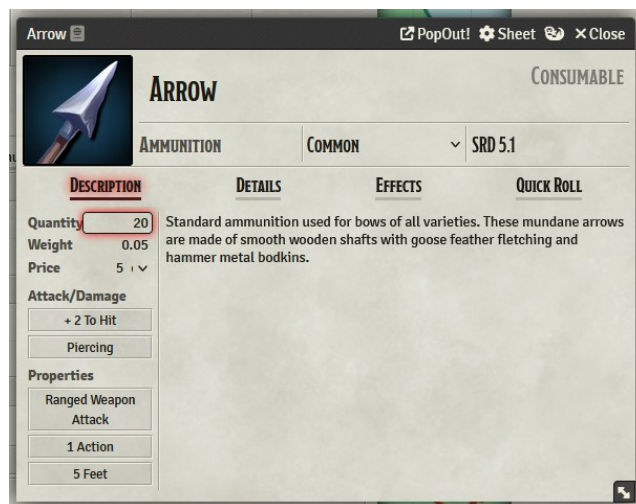 Arrow PopOut! Sheet Close
ARROW
CONSUMABLE
AMMUNITION COMMON SRD 5.1
DESCRIPTION DETAILS EFFECTS QUICK ROLL
Quantity 20
Weight 0.05
Price 5
Standard ammunition used for bows of all varieties. These mundane arrows
are made of smooth wooden shafts with goose feather fletching and
hammer metal bodkins.
Attack/Damage
+ 2 To Hit
Piercing
Properties
Ranged Weapon
Attack
1 Action
5 Feet